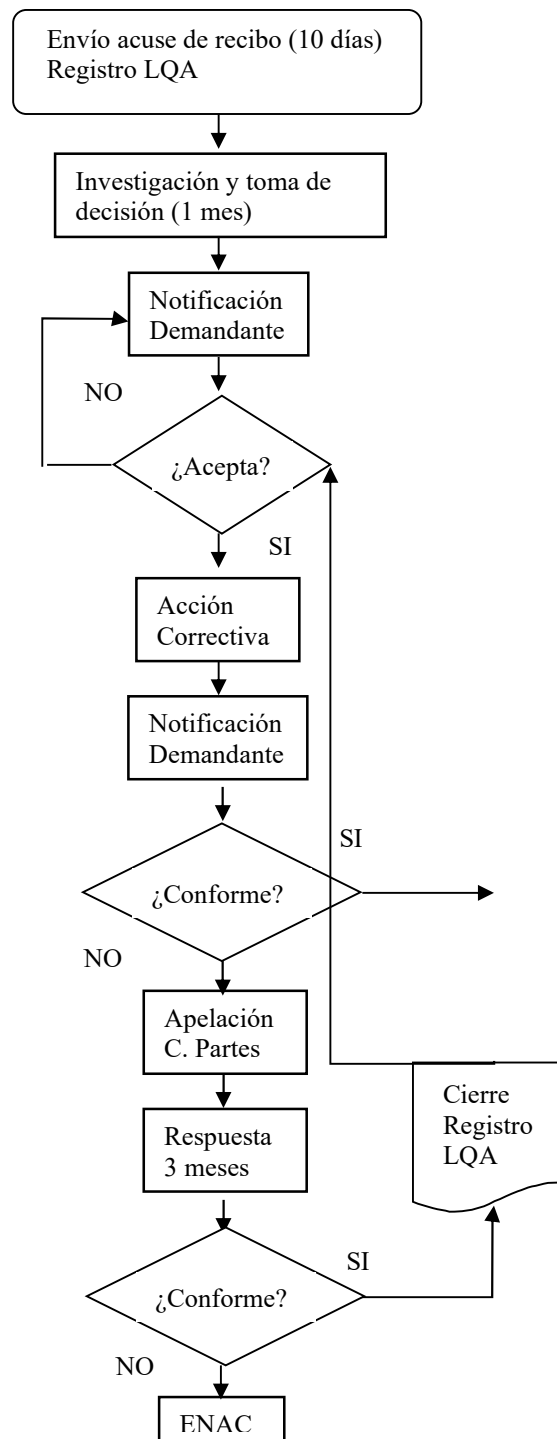 Envío acuse de recibo (10 días)
Registro LQA
Investigación y toma de
decisión (1 mes)
Notificación
Demandante
NO
¿Acepta?
SI
Acción
Correctiva
Notificación
Demandante
SI
¿Conforme?
NO
Apelación
C. Partes
Cierre
Registro
LQA
Respuesta
3 meses
SI
¿Conforme?
NO
ENAC